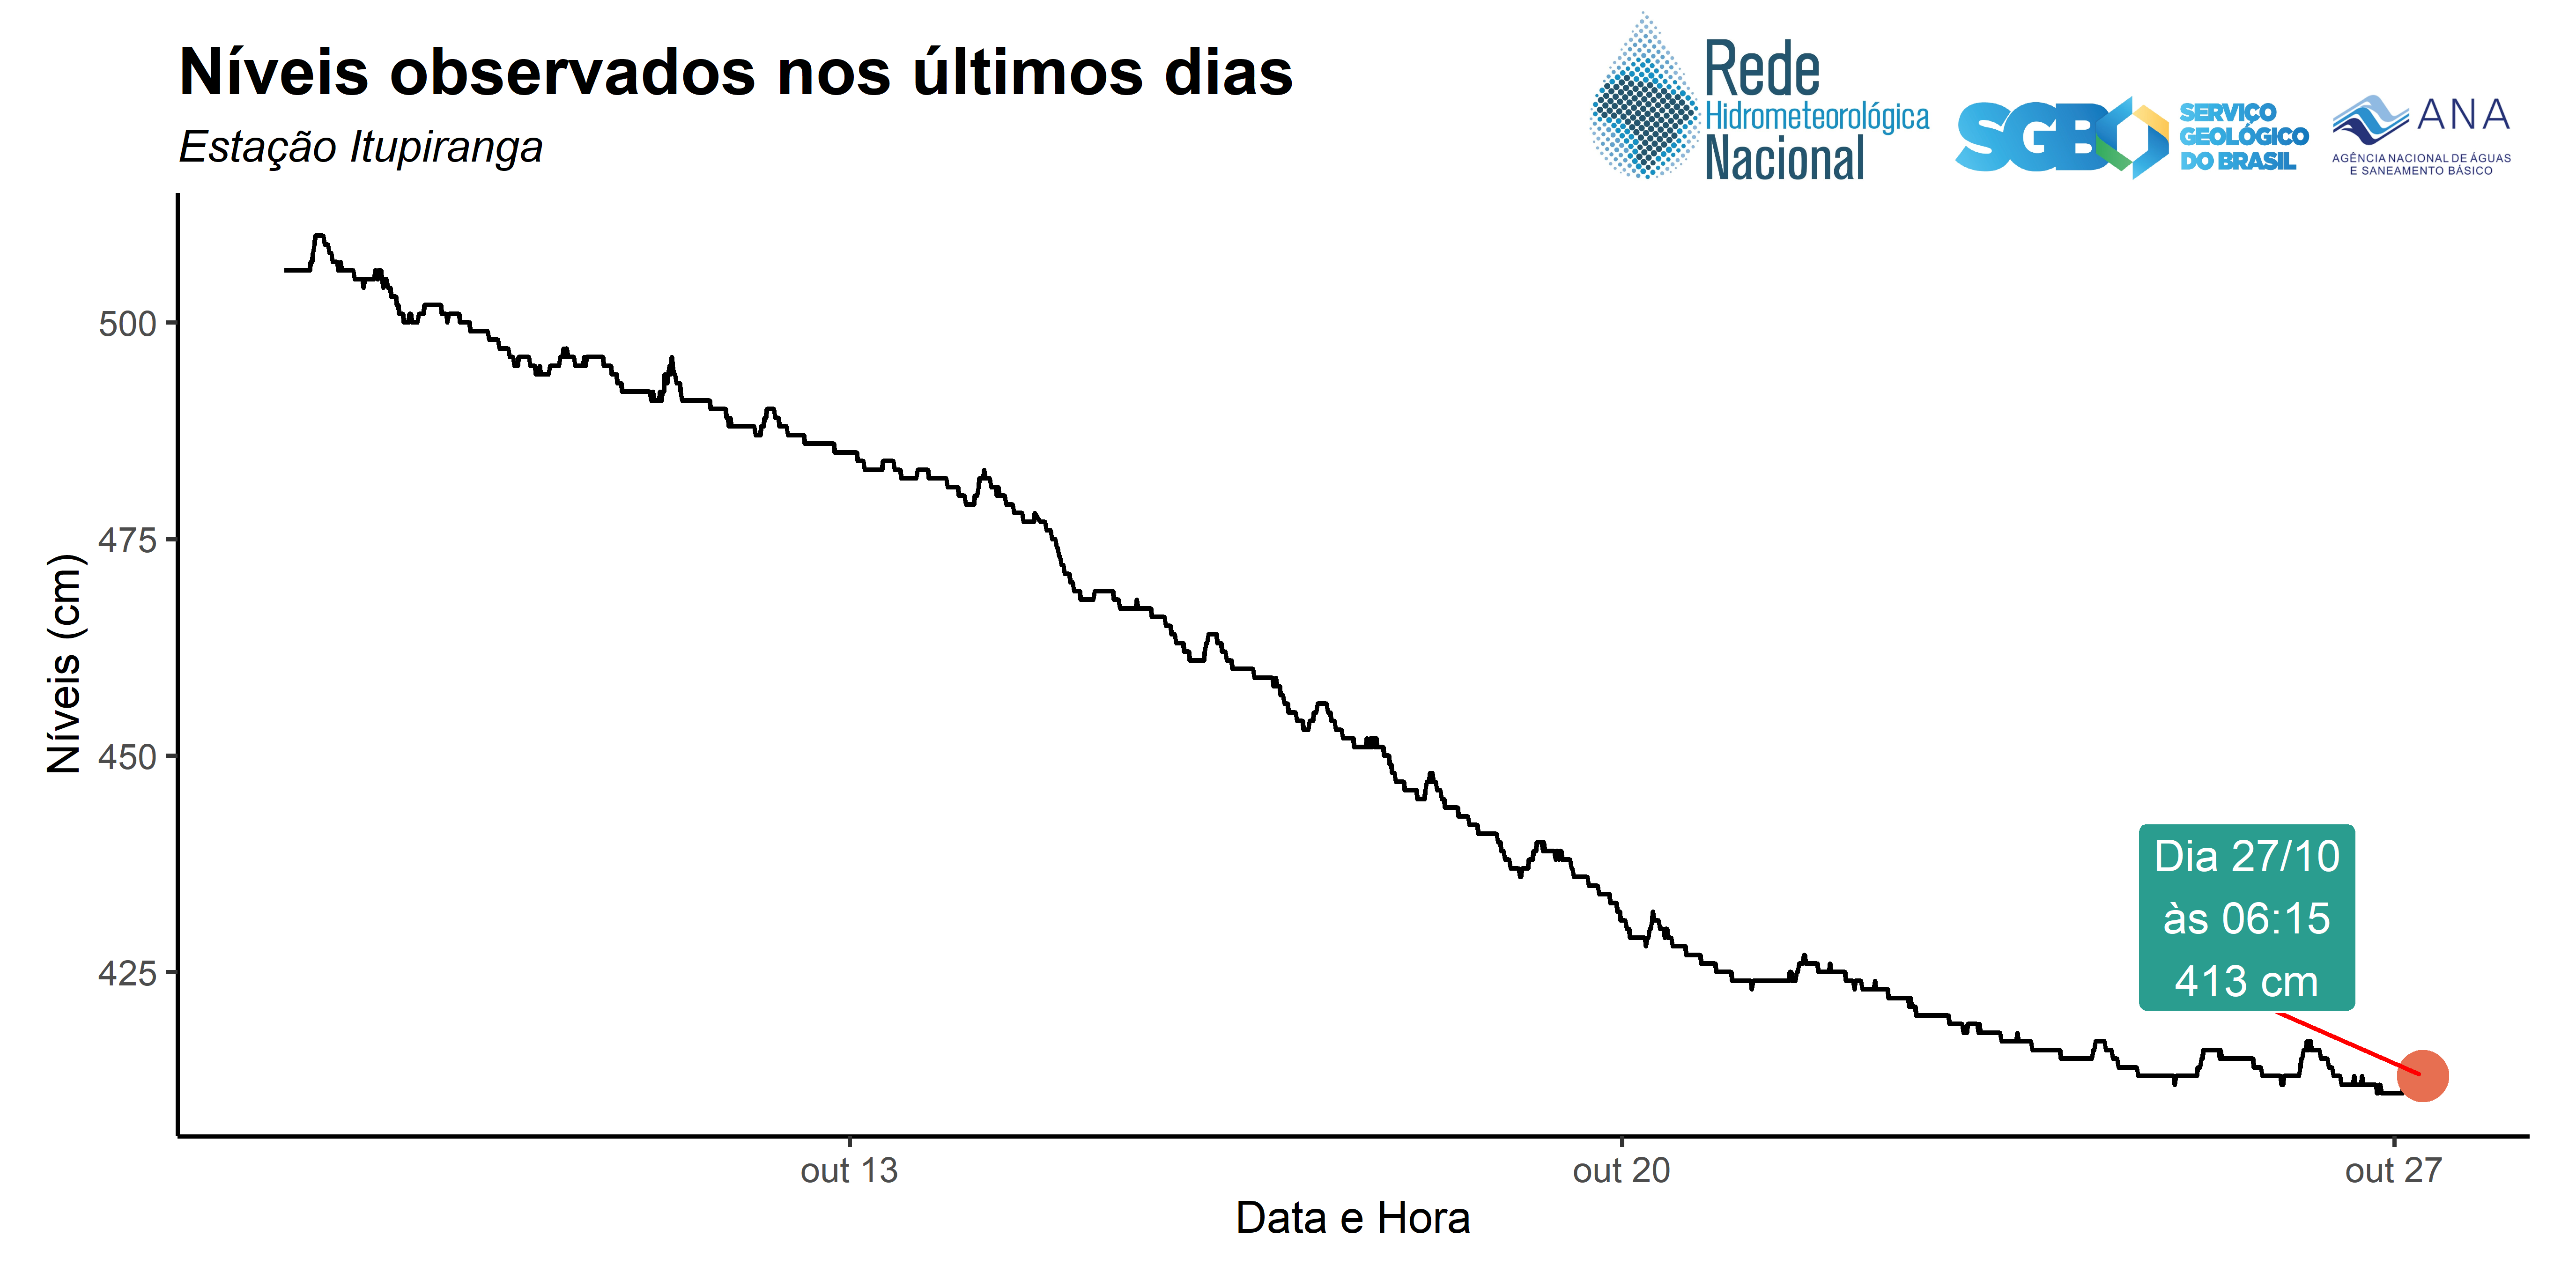 Níveis observados nos últimos dias
Estação Itupiranga
Rede
Hidrometeorológica
Nacional
SGB
SERVIÇO
GEOLÓGICO
DO BRASIL
ANA
AGÊNCIA NACIONAL DE ÁGUAS
E SANEAMENTO BÁSICO
Níveis (cm)
500
475
450
425
Dia 27/10
às 06:15
413 cm
out 13
out 20
out 27
Data e Hora